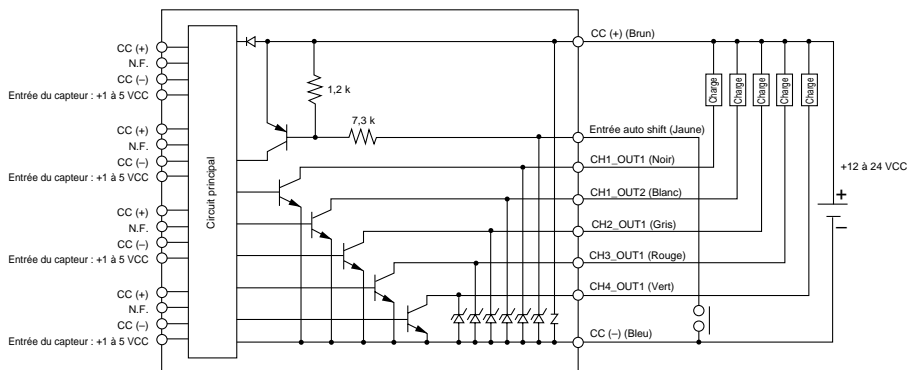 CC (+)
N.F.
CC (–)
Entrée du capteur : +1 à 5 VCC
CC (+)
N.F.
CC (–)
Entrée du capteur : +1 à 5 VCC
CC (+)
N.F.
CC (–)
Entrée du capteur : +1 à 5 VCC
CC (+)
N.F.
CC (–)
Entrée du capteur : +1 à 5 VCC
Circuit principal
1,2 k
7,3 k
CC (+) (Brun)
Entrée auto shift (Jaune)
CH1_OUT1 (Noir)
CH1_OUT2 (Blanc)
CH2_OUT1 (Gris)
CH3_OUT1 (Rouge)
CH4_OUT1 (Vert)
CC (–) (Bleu)
Charge
Charge
Charge
Charge
Charge
+12 à 24 VCC
+
–